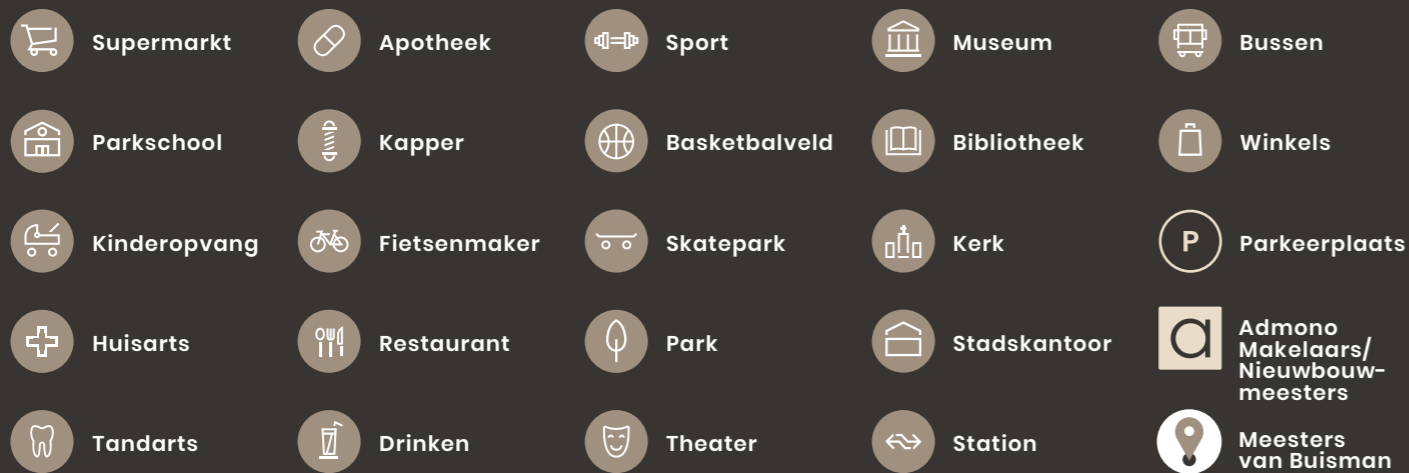 Supermarkt
Parkschool
Kinderopvang
Huisarts
Tandarts
Apotheek
Kapper
Fietsenmaker
Restaurant
Drinken
Sport
Basketbalveld
Skatepark
Park
Theater
Museum
Bibliotheek
Kerk
Stadskantoor
Station
Bussen
Winkels
P Parkeerplaats
a
Admono
Makelaars/
Nieuwbouw-
meesters
Meesters
van Buisman